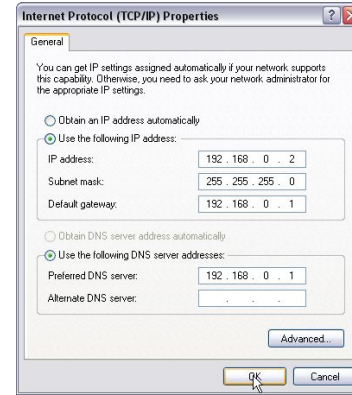 Internet Protocol (TCP/IP) Properties
General
You can get IP settings assigned automatically if your network supports
this capability. Otherwise, you need to ask your network administrator for
the appropriate IP settings.
Obtain an IP address automatically
Use the following IP address:
IP address: 192 . 168 . 0 . 2
Subnet mask: 255 . 255 . 255 . 0
Default gateway: 192 . 168 . 0 . 1
Obtain DNS server address automatically
Use the following DNS server addresses:
Preferred DNS server: 192 . 168 . 0 . 1
Alternate DNS server: . . .
Advanced...
OK Cancel